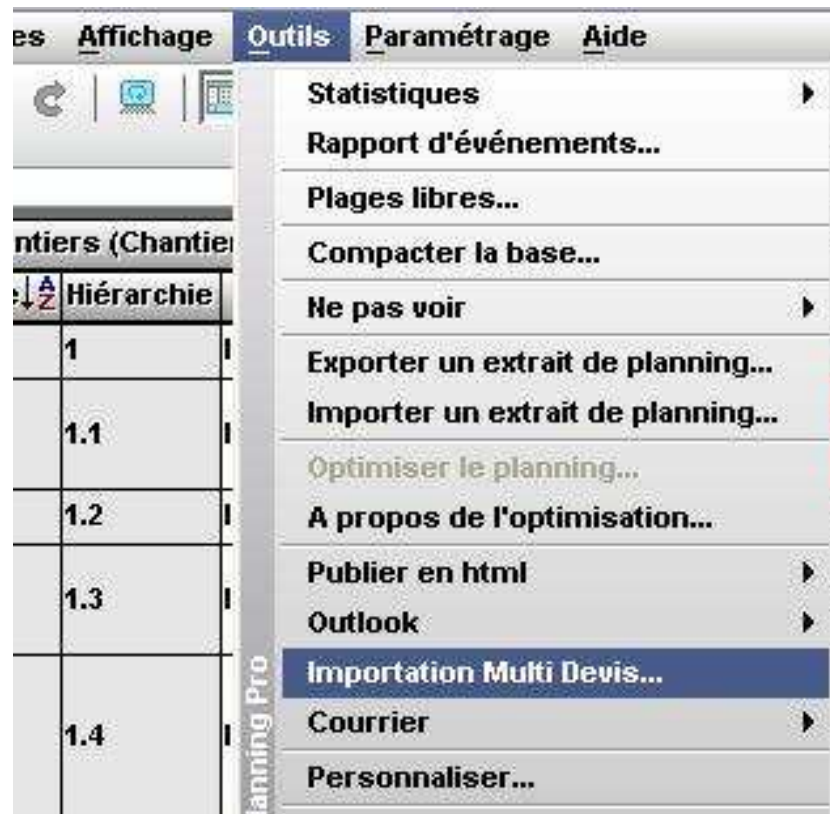 es Affichage Outils Paramétrage Aide
Statistiques
Rapport d'événements...
Plages libres...
ntiers (Chantie
Compacter la base...
Hiérarchie
Ne pas voir
1
Exporter un extrait de planning...
Importer un extrait de planning...
1.1
Optimiser le planning...
1.2
A propos de l'optimisation...
Publier en html
1.3
Outlook
Importation Multi Devis...
1.4
Courrier
Personnaliser...
anning Pro